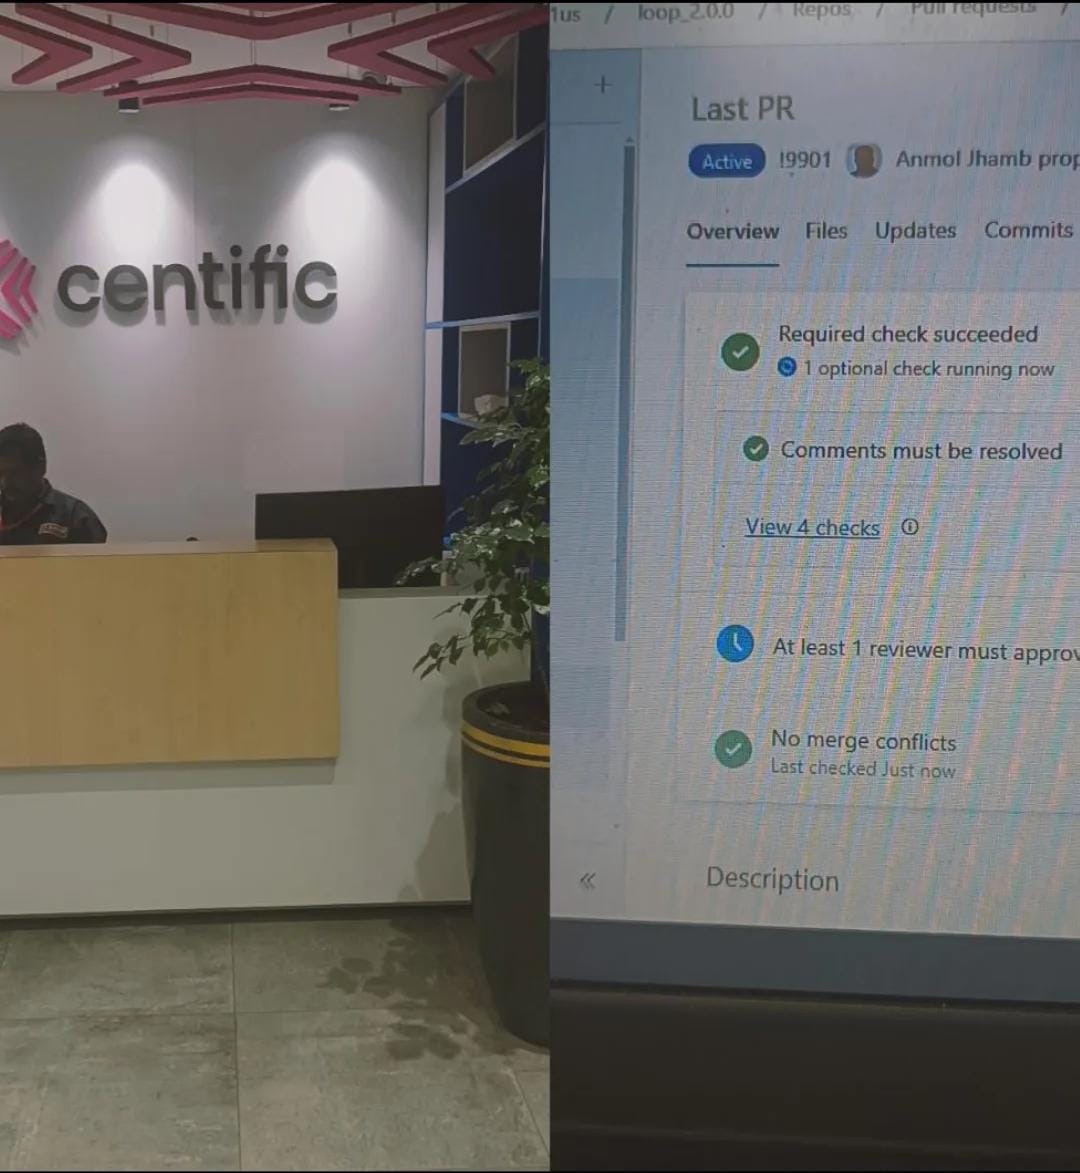 centific
1us / loop_2.0.0 / Repos / Pull requests /
Last PR
Active !9901 Anmol Jhamb prop
Overview Files Updates Commits
Required check succeeded
1 optional check running now
Comments must be resolved
View 4 checks
At least 1 reviewer must approv
No merge conflicts
Last checked Just now
Description